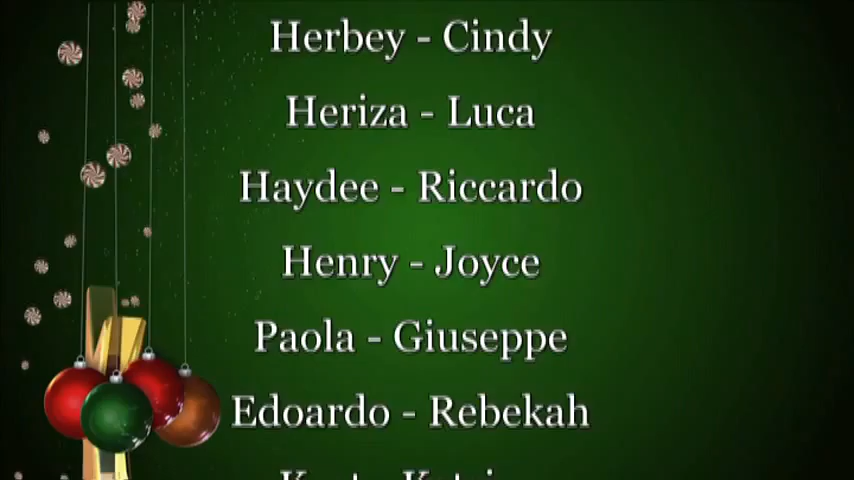 Herbey - Cindy
Heriza - Luca
Haydee - Riccardo
Henry - Joyce
Paola - Giuseppe
Edoardo - Rebekah